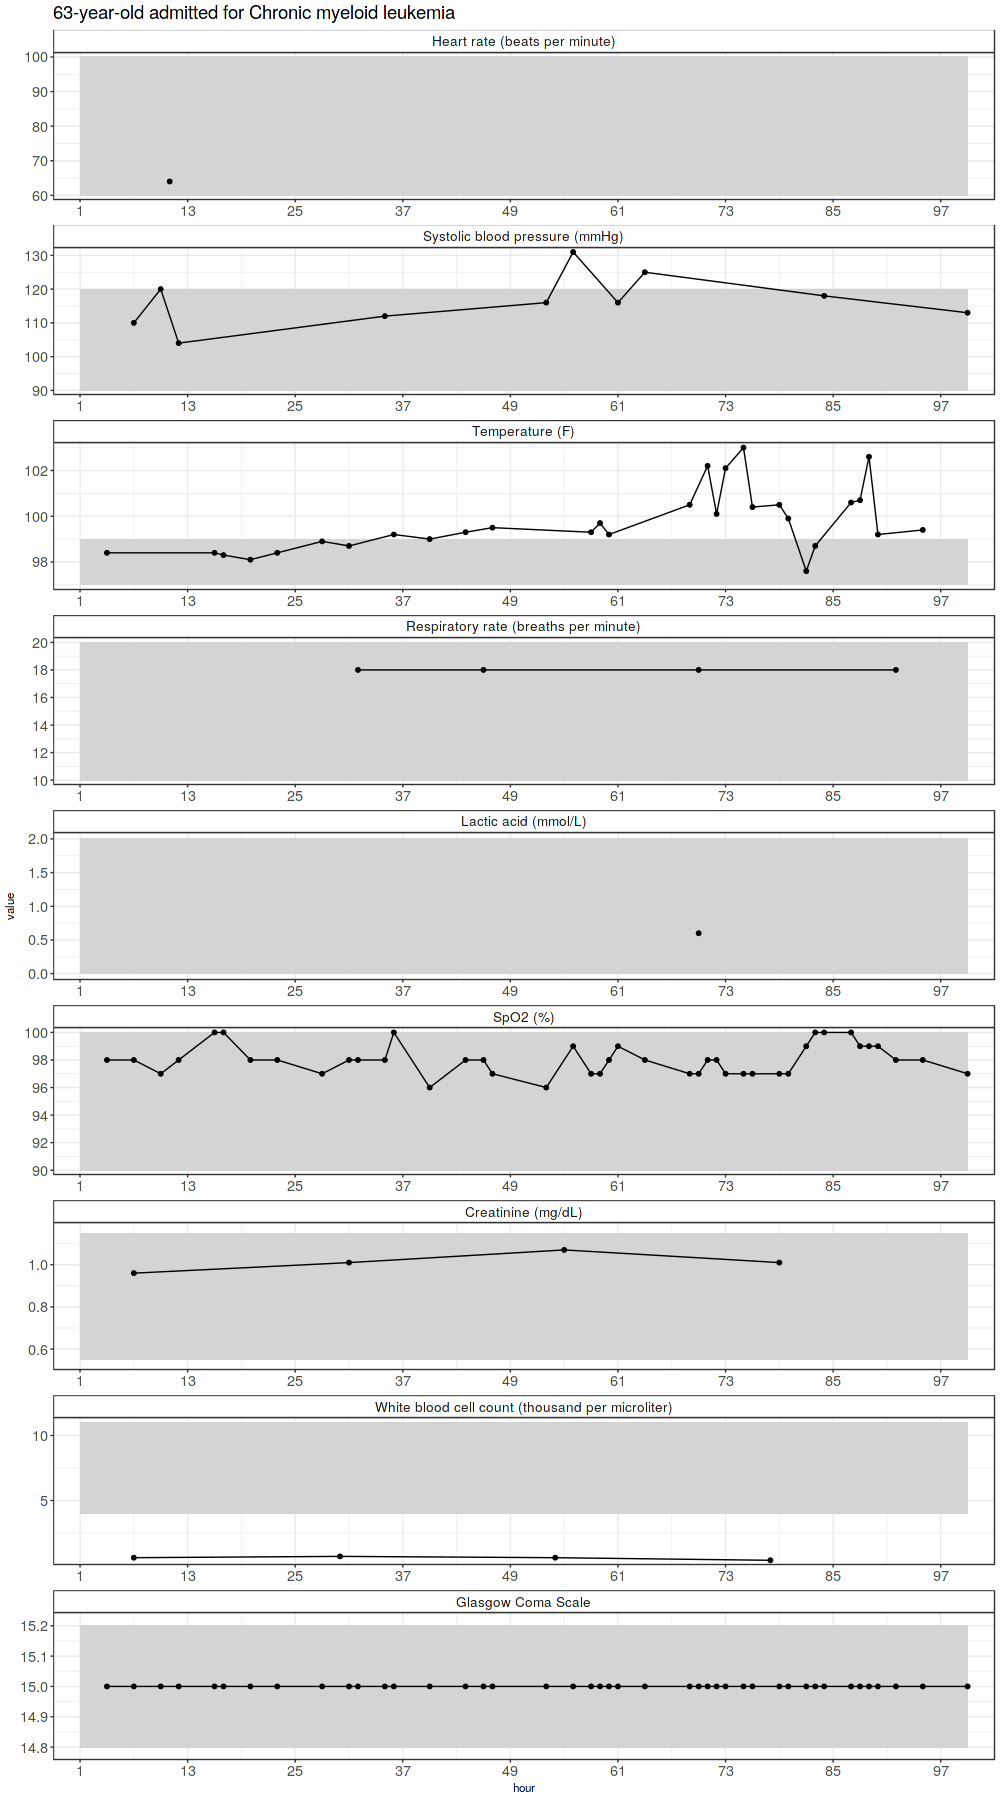 63-year-old admitted for Chronic myeloid leukemia
Heart rate (beats per minute)
100
90
80
70
60
1 13 25 37 49 61 73 85 97
Systolic blood pressure (mmHg)
130
120
110
100
90
1 13 25 37 49 61 73 85 97
Temperature (F)
102
100
98
1 13 25 37 49 61 73 85 97
Respiratory rate (breaths per minute)
20
18
16
14
12
10
1 13 25 37 49 61 73 85 97
Lactic acid (mmol/L)
2.0
1.5
1.0
0.5
0.0
1 13 25 37 49 61 73 85 97
value
SpO2 (%)
100
98
96
94
92
90
1 13 25 37 49 61 73 85 97
Creatinine (mg/dL)
1.0
0.8
0.6
1 13 25 37 49 61 73 85 97
White blood cell count (thousand per microliter)
10
5
1 13 25 37 49 61 73 85 97
Glasgow Coma Scale
15.2
15.1
15.0
14.9
14.8
1 13 25 37 49 61 73 85 97
hour